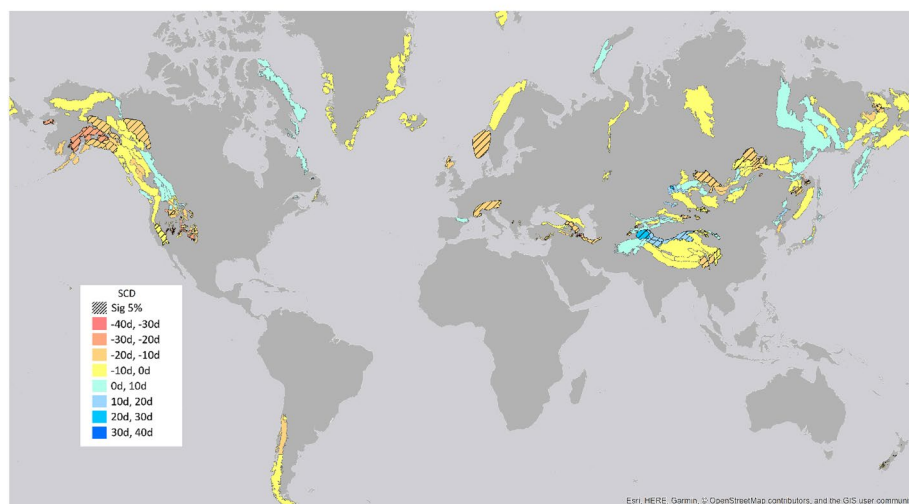 SCD
Sig 5%
-40d, -30d
-30d, -20d
-20d, -10d
-10d, 0d
0d, 10d
10d, 20d
20d, 30d
30d, 40d
Esri, HERE, Garmin, © OpenStreetMap contributors, and the GIS user communi